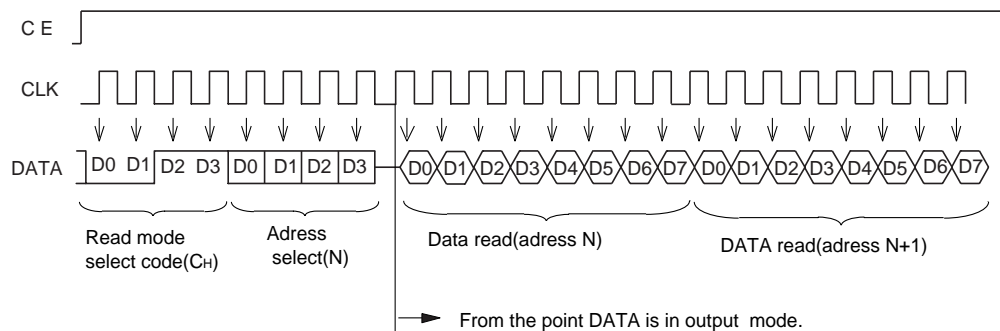 C E
CLK
DATA
D0 D1 D2 D3 D0 D1 D2 D3 D0 D1 D2 D3 D4 D5 D6 D7 D0 D1 D2 D3 D4 D5 D6 D7
Read mode
select code(CH)
Adress
select(N)
Data read(adress N)
DATA read(adress N+1)
From the point DATA is in output mode.